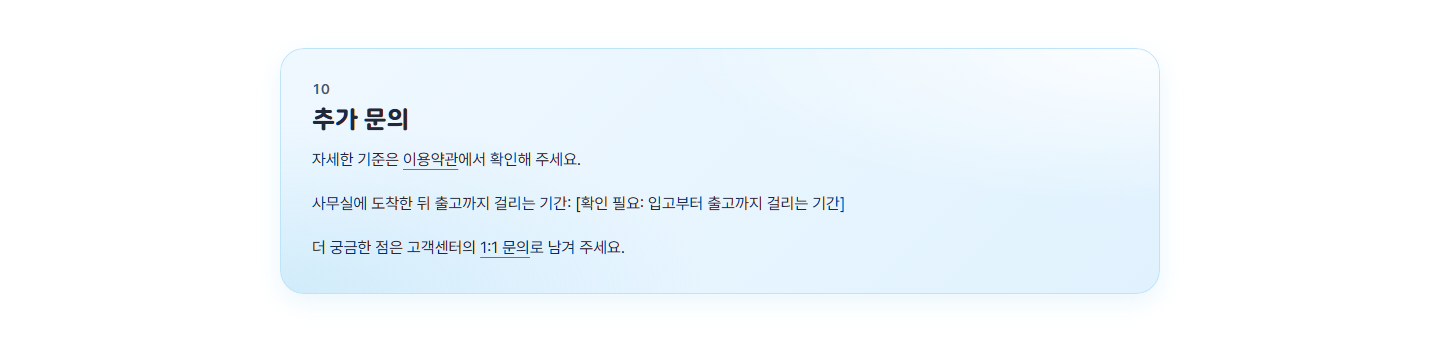 10
추가 문의
자세한 기준은 이용약관에서 확인해 주세요.
사무실에 도착한 뒤 출고까지 걸리는 기간: [확인 필요: 입고부터 출고까지 걸리는 기간]
더 궁금한 점은 고객센터의 1:1 문의로 남겨 주세요.